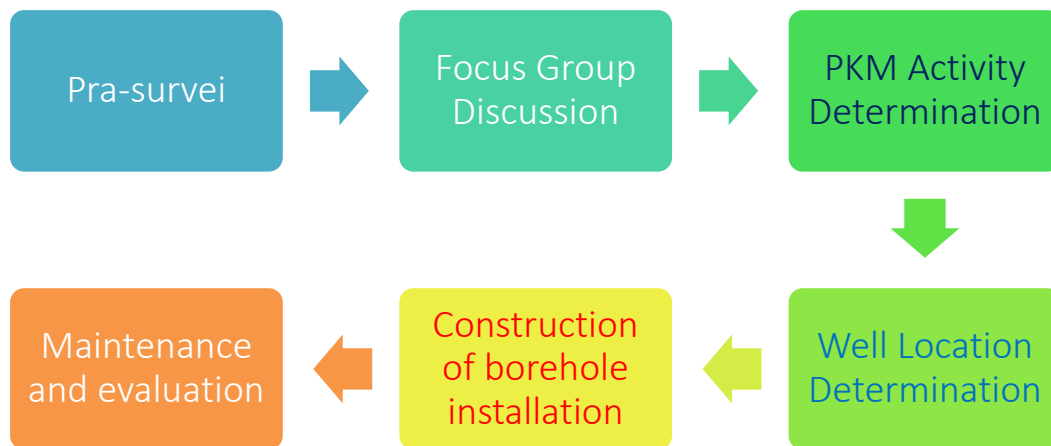 Pra-survei
Focus Group
Discussion
PKM Activity
Determination
Well Location
Determination
Construction
of borehole
installation
Maintenance
and evaluation